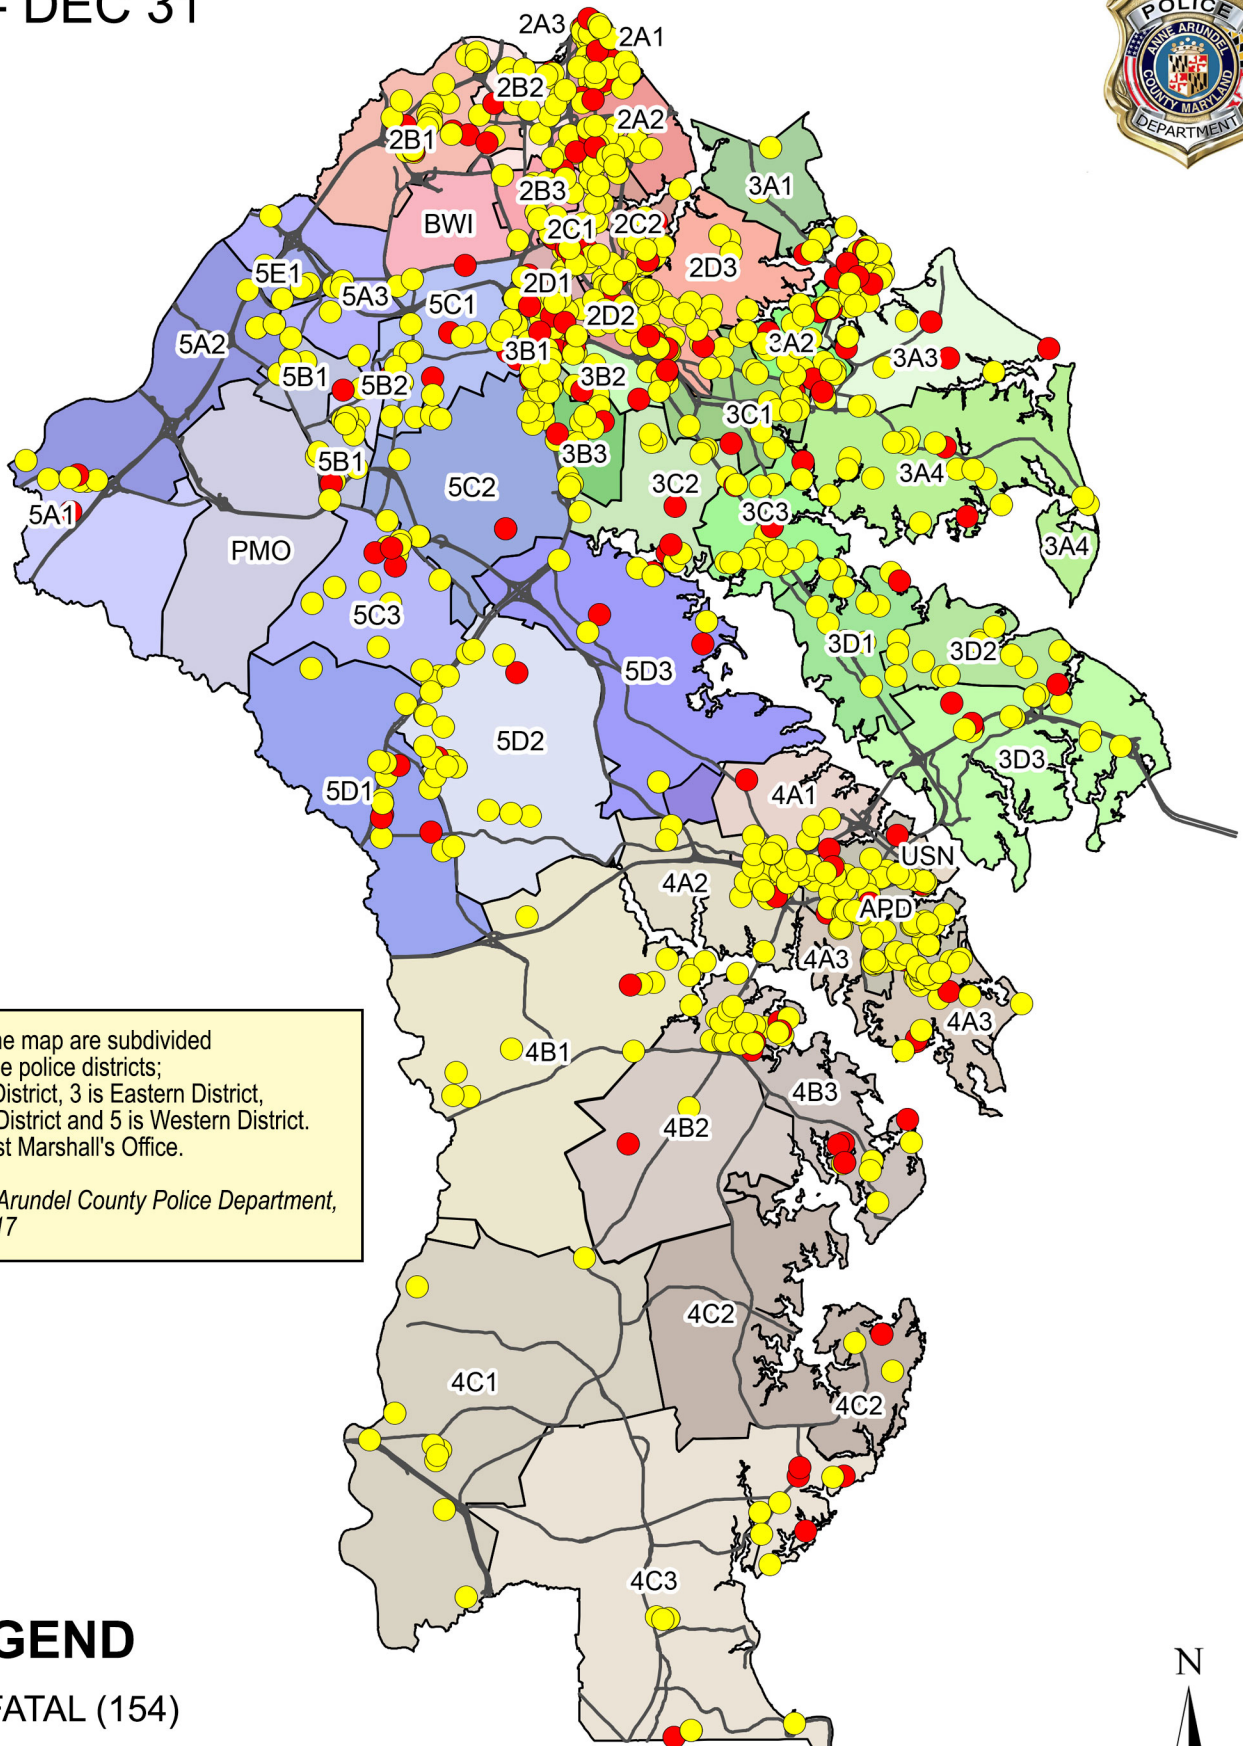 - DEC 31
POLICE
ANNE ARUNDEL
COUNTY MARYLAND
DEPARTMENT
2A3
2A1
2B2
2A2
2B1
3A1
2B3
BWI
2C1
2C2
2D3
5E1
5A3
2D1
5C1
2D2
5A2
3B1
3A2
3A3
5B1
5B2
3B2
3C1
3B3
5B1
3A4
5C2
3C2
5A1
3C3
PMO
3A4
5C3
3D1
3D2
5D3
5D2
3D3
5D1
4A1
USN
4A2
APD
4A3
4A3
4B1
4B3
4B2
4C2
4C1
4C2
4C3
he map are subdivided
e police districts;
District, 3 is Eastern District,
District and 5 is Western District.
st Marshall's Office.
Arundel County Police Department,
17
GEND
FATAL (154)
N